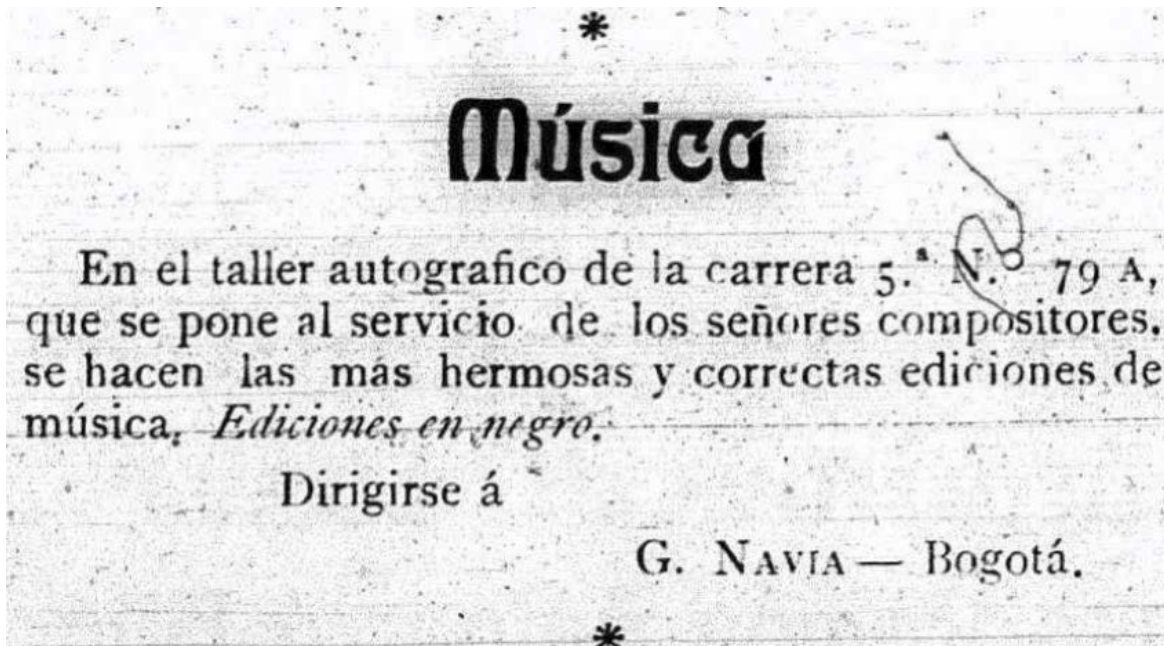 *
Música
En el taller autografico de la carrera 5.ª N.º 79 A,
que se pone al servicio de los señores compositores.
se hacen las más hermosas y correctas ediciones de
música. Ediciones en negro.
Dirigirse á
G. NAVIA — Bogotá.
*